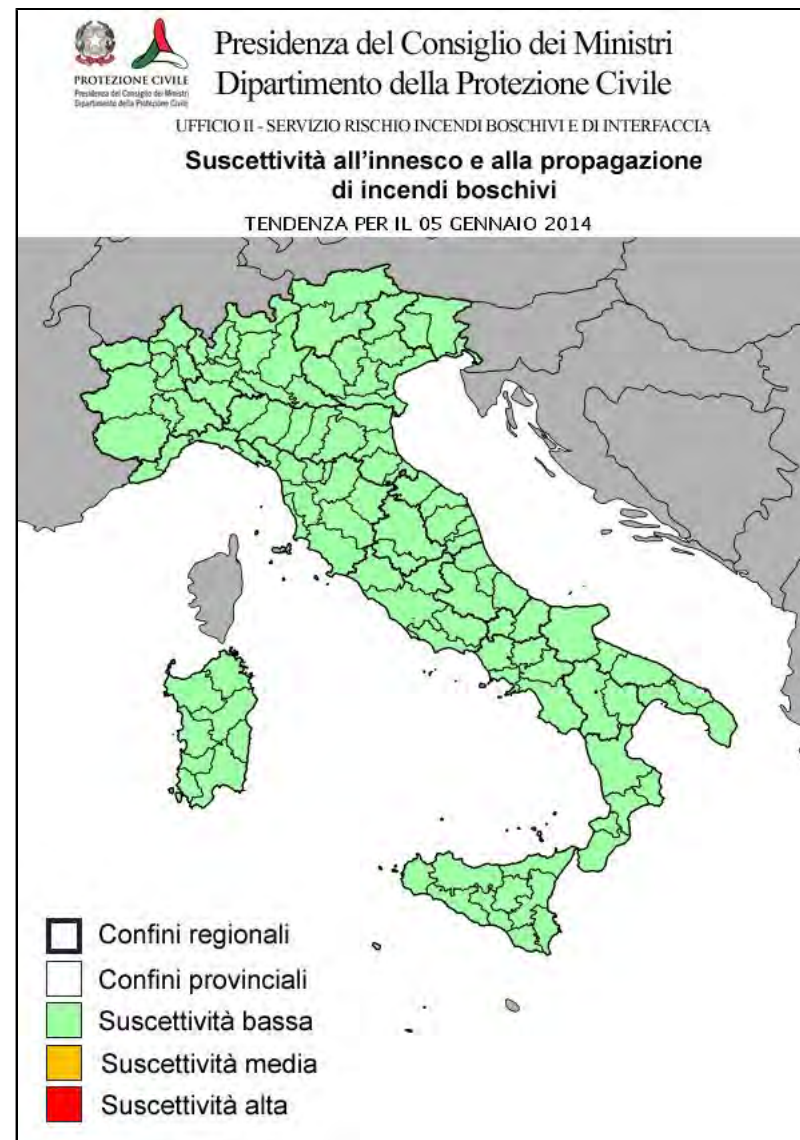 Presidenza del Consiglio dei Ministri
Dipartimento della Protezione Civile
PROTEZIONE CIVILE
Presidenza del Consiglio dei Ministri
Dipartimento della Protezione Civile
UFFICIO II - SERVIZIO RISCHIO INCENDI BOSCHIVI E DI INTERFACCIA
Suscettività all'innesco e alla propagazione
di incendi boschivi
TENDENZA PER IL 05 GENNAIO 2014
Confini regionali
Confini provinciali
Suscettività bassa
Suscettività media
Suscettività alta